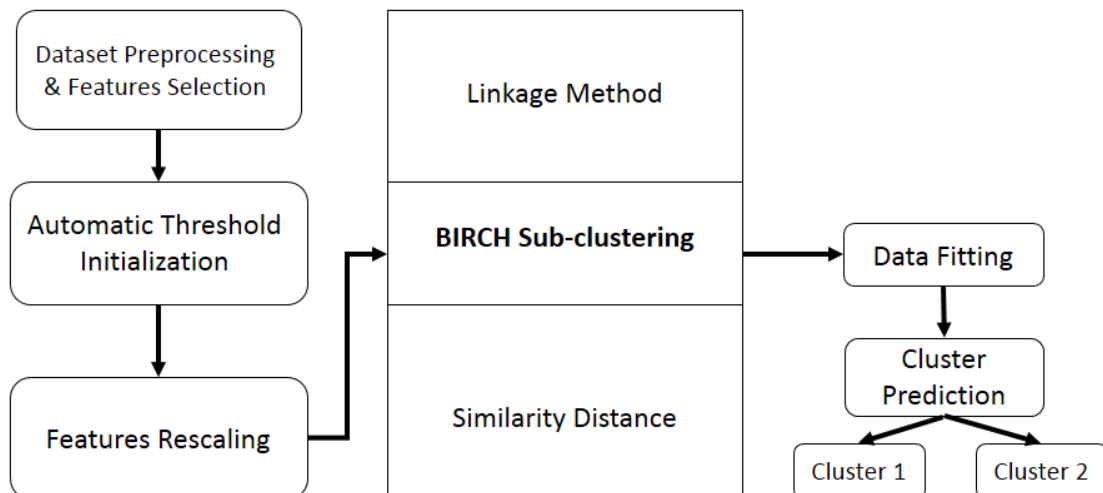 Dataset Preprocessing
& Features Selection
Automatic Threshold
Initialization
Features Rescaling
Linkage Method
BIRCH Sub-clustering
Similarity Distance
Data Fitting
Cluster
Prediction
Cluster 1
Cluster 2